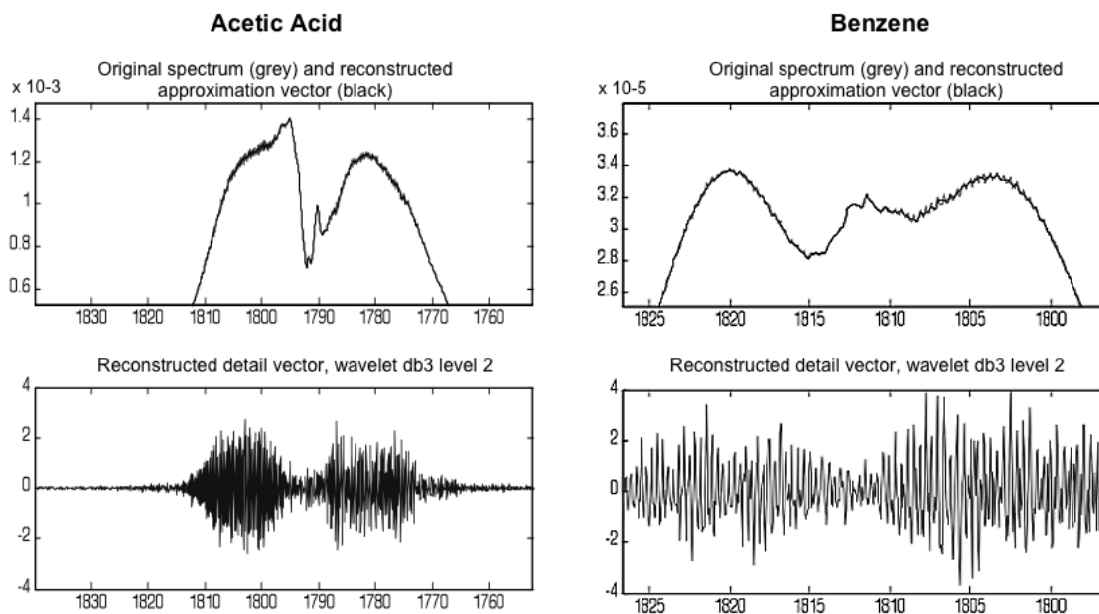 Acetic Acid
Original spectrum (grey) and reconstructed
approximation vector (black)
x 10-3
1.4
1.2
1
0.8
0.6
1830 1820 1810 1800 1790 1780 1770 1760
Reconstructed detail vector, wavelet db3 level 2
4
2
0
-2
-4
1830 1820 1810 1800 1790 1780 1770 1760
Benzene
Original spectrum (grey) and reconstructed
approximation vector (black)
x 10-5
3.6
3.4
3.2
3
2.8
2.6
1825 1820 1815 1810 1805 1800
Reconstructed detail vector, wavelet db3 level 2
4
2
0
-2
-4
1825 1820 1815 1810 1805 1800